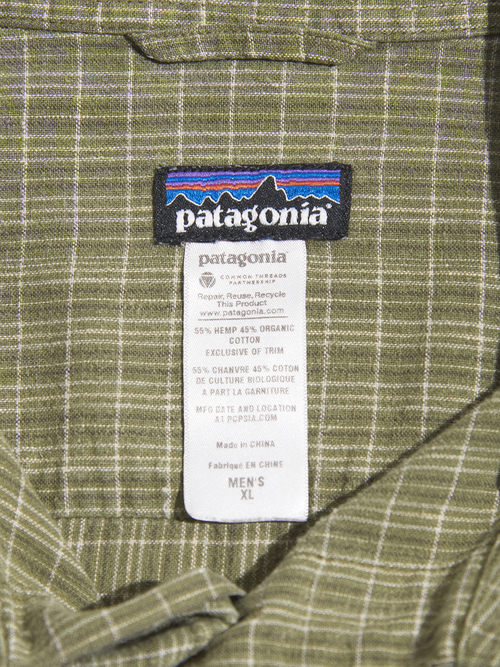 patagonia®
patagonia®
COMMON THREADS
PARTNERSHIP
Repair, Reuse, Recycle
This Product
www.patagonia.com
55% HEMP 45% ORGANIC
COTTON
EXCLUSIVE OF TRIM
55% CHANVRE 45% COTON
DE CULTURE BIOLOGIQUE
A PART LA GARNITURE
MFG DATE AND LOCATION
AT PCPSIA.COM
Made in CHINA
Fabriqué EN CHINE
MEN'S
XL